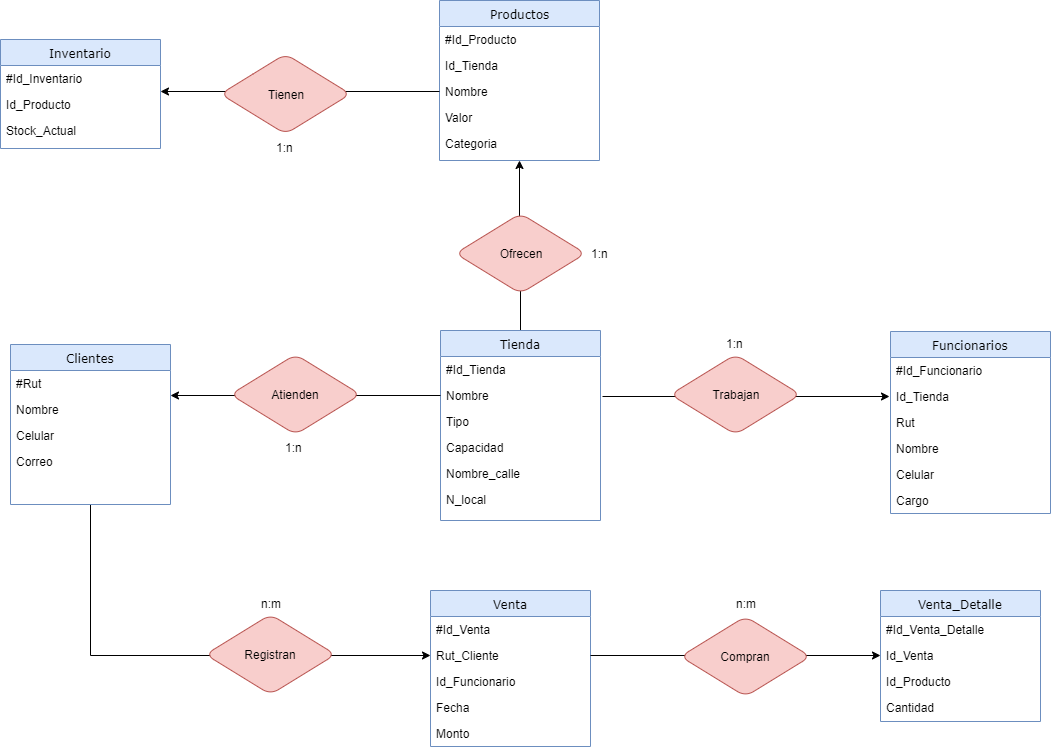 Productos
#Id_Producto
Id_Tienda
Nombre
Valor
Categoria
Inventario
#Id_Inventario
Id_Producto
Stock_Actual
Tienen
1:n
Ofrecen
1:n
Clientes
#Rut
Nombre
Celular
Correo
Atienden
1:n
Tienda
#Id_Tienda
Nombre
Tipo
Capacidad
Nombre_calle
N_local
1:n
Trabajan
Funcionarios
#Id_Funcionario
Id_Tienda
Rut
Nombre
Celular
Cargo
n:m
Registran
Venta
#Id_Venta
Rut_Cliente
Id_Funcionario
Fecha
Monto
n:m
Compran
Venta_Detalle
#Id_Venta_Detalle
Id_Venta
Id_Producto
Cantidad